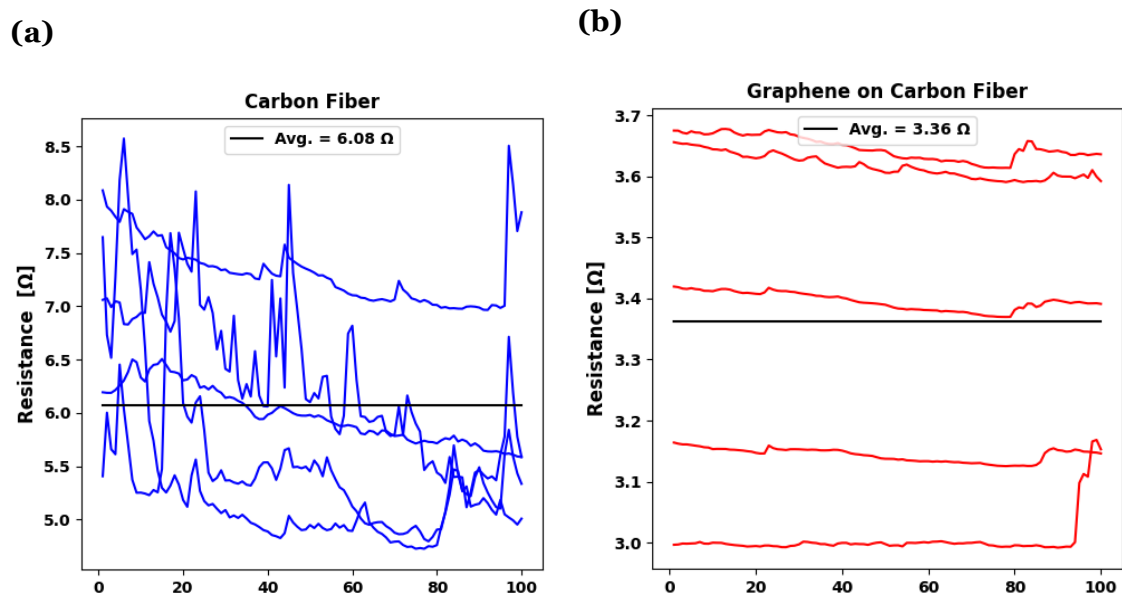 (a)
Carbon Fiber
Avg. = 6.08 Ω
Resistance [Ω]
8.5
8.0
7.5
7.0
6.5
6.0
5.5
5.0
0 20 40 60 80 100
(b)
Graphene on Carbon Fiber
Avg. = 3.36 Ω
Resistance [Ω]
3.7
3.6
3.5
3.4
3.3
3.2
3.1
3.0
0 20 40 60 80 100